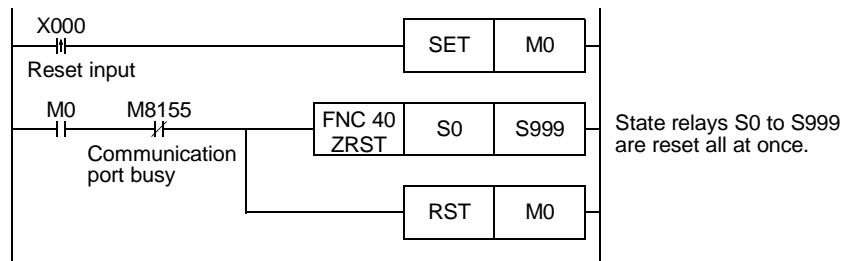 X000
SET M0
Reset input
M0 M8155
FNC 40
ZRST
S0 S999
State relays S0 to S999
are reset all at once.
Communication
port busy
RST M0